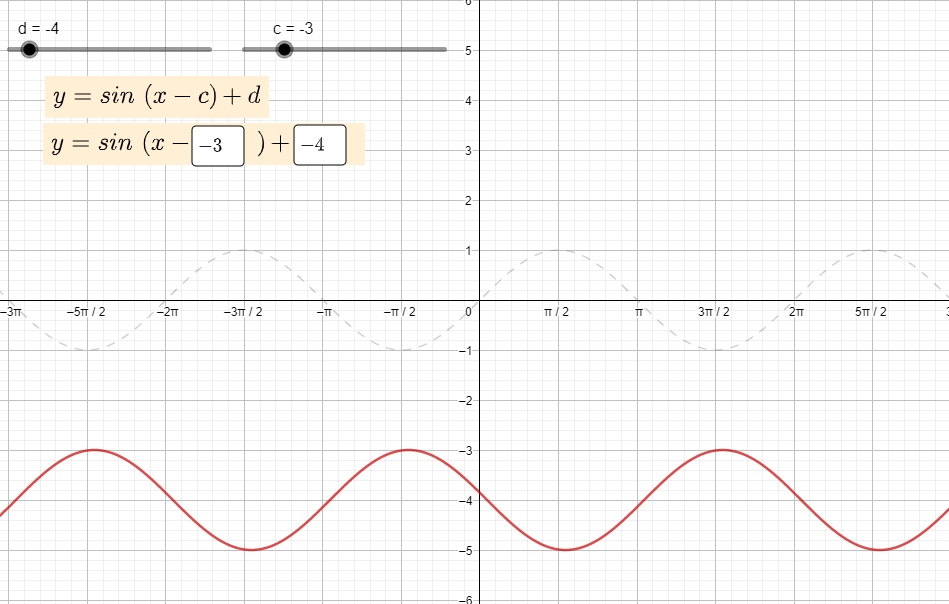 d = -4
c = -3
y = sin (x − c) + d
y = sin (x − -3 ) + -4
6
5
4
3
2
1
−3π −5π / 2 −2π −3π / 2 −π −π / 2 0 π / 2 π 3π / 2 2π 5π / 2 3
−1
−2
−3
−4
−5
−6